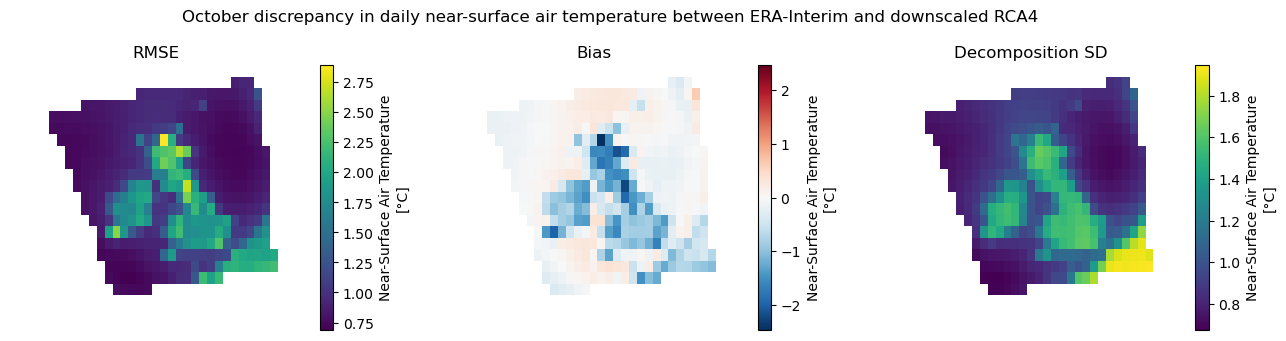 October discrepancy in daily near-surface air temperature between ERA-Interim and downscaled RCA4
RMSE
2.75
2.50
2.25
2.00
1.75
1.50
1.25
1.00
0.75
Near-Surface Air Temperature
[°C]
Bias
2
1
0
−1
−2
Near-Surface Air Temperature
[°C]
Decomposition SD
1.8
1.6
1.4
1.2
1.0
0.8
Near-Surface Air Temperature
[°C]